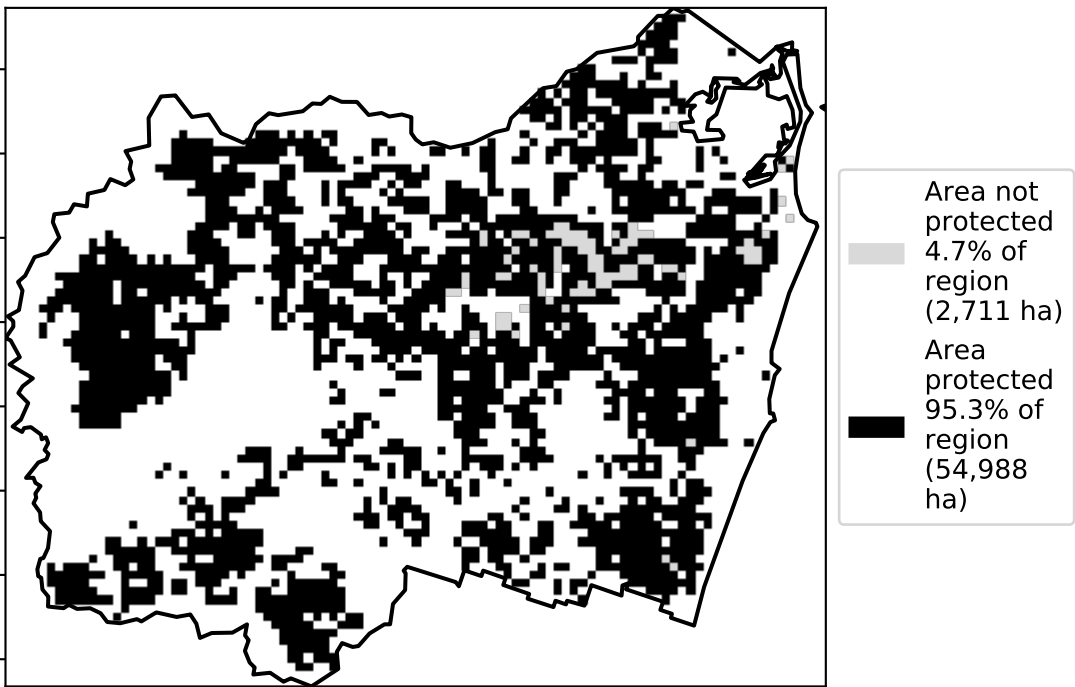 Area not
protected
4.7% of
region
(2,711 ha)
Area
protected
95.3% of
region
(54,988
ha)